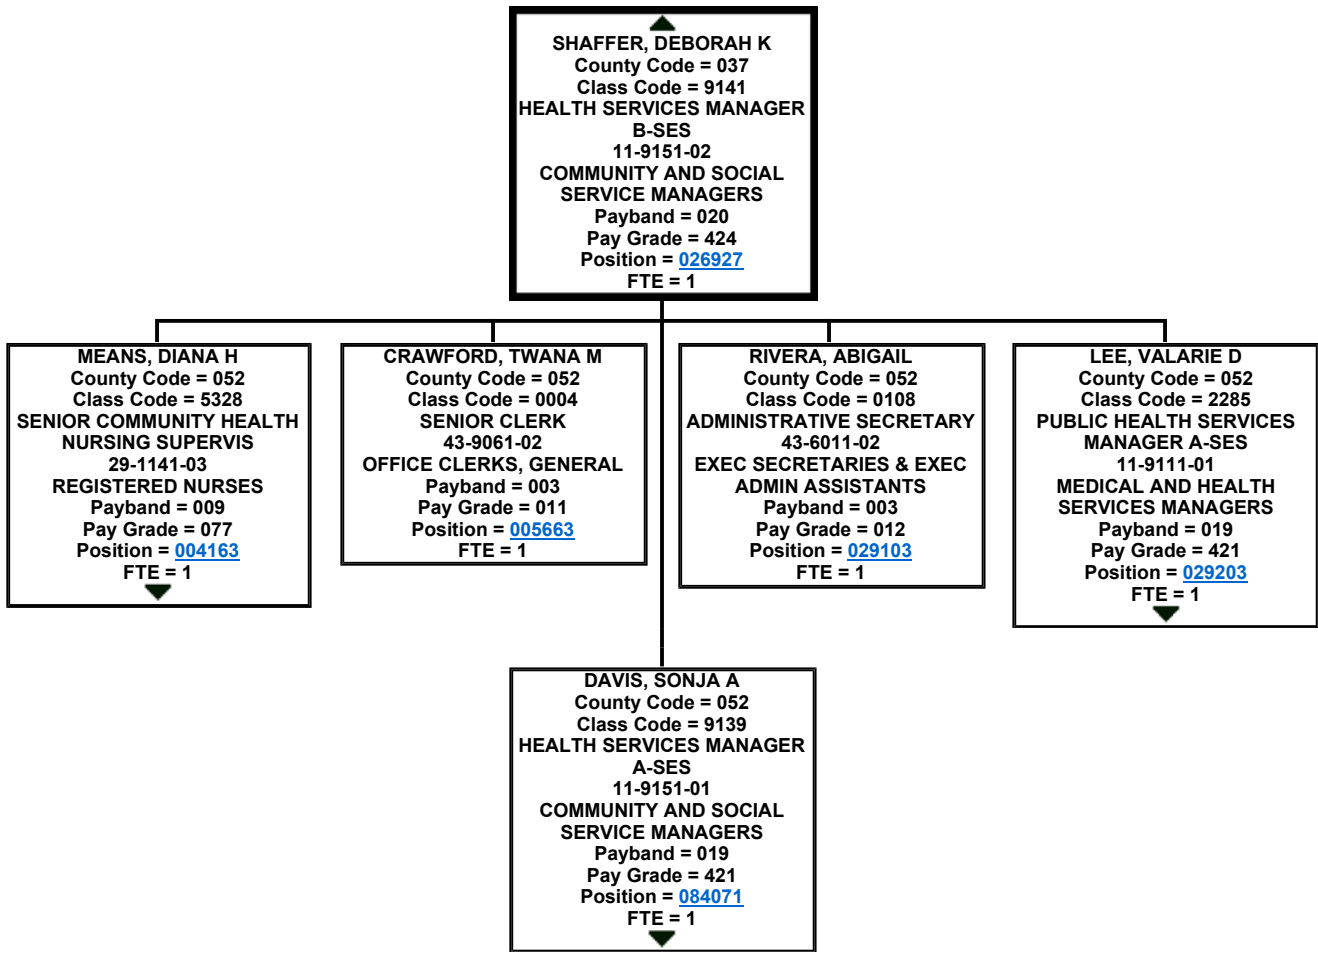 SHAFFER, DEBORAH K
County Code = 037
Class Code = 9141
HEALTH SERVICES MANAGER
B-SES
11-9151-02
COMMUNITY AND SOCIAL
SERVICE MANAGERS
Payband = 020
Pay Grade = 424
Position = 026927
FTE = 1
MEANS, DIANA H
County Code = 052
Class Code = 5328
SENIOR COMMUNITY HEALTH
NURSING SUPERVIS
29-1141-03
REGISTERED NURSES
Payband = 009
Pay Grade = 077
Position = 004163
FTE = 1
CRAWFORD, TWANA M
County Code = 052
Class Code = 0004
SENIOR CLERK
43-9061-02
OFFICE CLERKS, GENERAL
Payband = 003
Pay Grade = 011
Position = 005663
FTE = 1
RIVERA, ABIGAIL
County Code = 052
Class Code = 0108
ADMINISTRATIVE SECRETARY
43-6011-02
EXEC SECRETARIES & EXEC
ADMIN ASSISTANTS
Payband = 003
Pay Grade = 012
Position = 029103
FTE = 1
LEE, VALARIE D
County Code = 052
Class Code = 2285
PUBLIC HEALTH SERVICES
MANAGER A-SES
11-9111-01
MEDICAL AND HEALTH
SERVICES MANAGERS
Payband = 019
Pay Grade = 421
Position = 029203
FTE = 1
DAVIS, SONJA A
County Code = 052
Class Code = 9139
HEALTH SERVICES MANAGER
A-SES
11-9151-01
COMMUNITY AND SOCIAL
SERVICE MANAGERS
Payband = 019
Pay Grade = 421
Position = 084071
FTE = 1